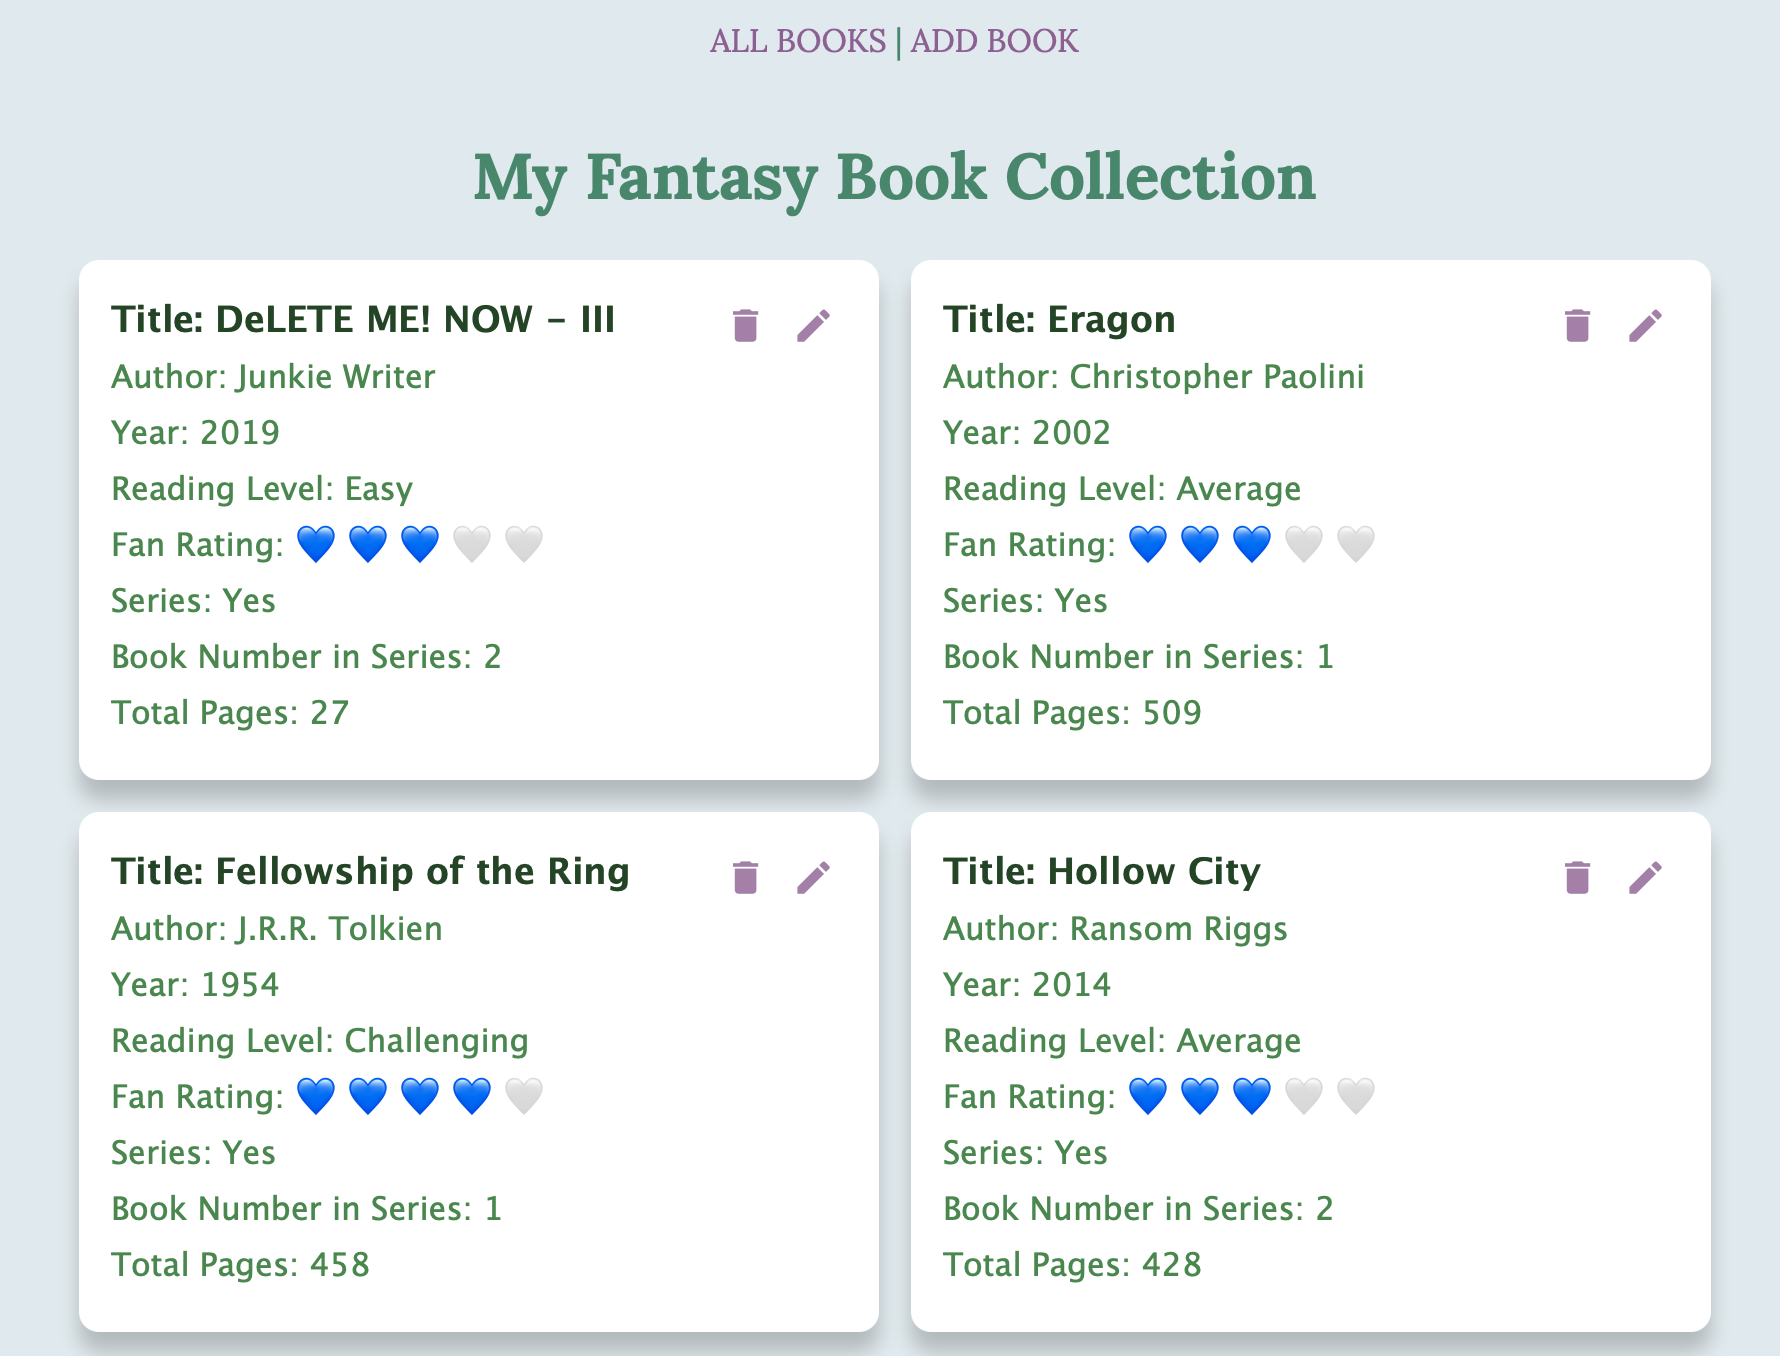 ALL BOOKS | ADD BOOK
My Fantasy Book Collection
Title: DeLETE ME! NOW - III
Author: Junkie Writer
Year: 2019
Reading Level: Easy
Fan Rating: 💙 💙 💙 🤍 🤍
Series: Yes
Book Number in Series: 2
Total Pages: 27
Title: Eragon
Author: Christopher Paolini
Year: 2002
Reading Level: Average
Fan Rating: 💙 💙 💙 🤍 🤍
Series: Yes
Book Number in Series: 1
Total Pages: 509
Title: Fellowship of the Ring
Author: J.R.R. Tolkien
Year: 1954
Reading Level: Challenging
Fan Rating: 💙 💙 💙 💙 🤍
Series: Yes
Book Number in Series: 1
Total Pages: 458
Title: Hollow City
Author: Ransom Riggs
Year: 2014
Reading Level: Average
Fan Rating: 💙 💙 💙 🤍 🤍
Series: Yes
Book Number in Series: 2
Total Pages: 428